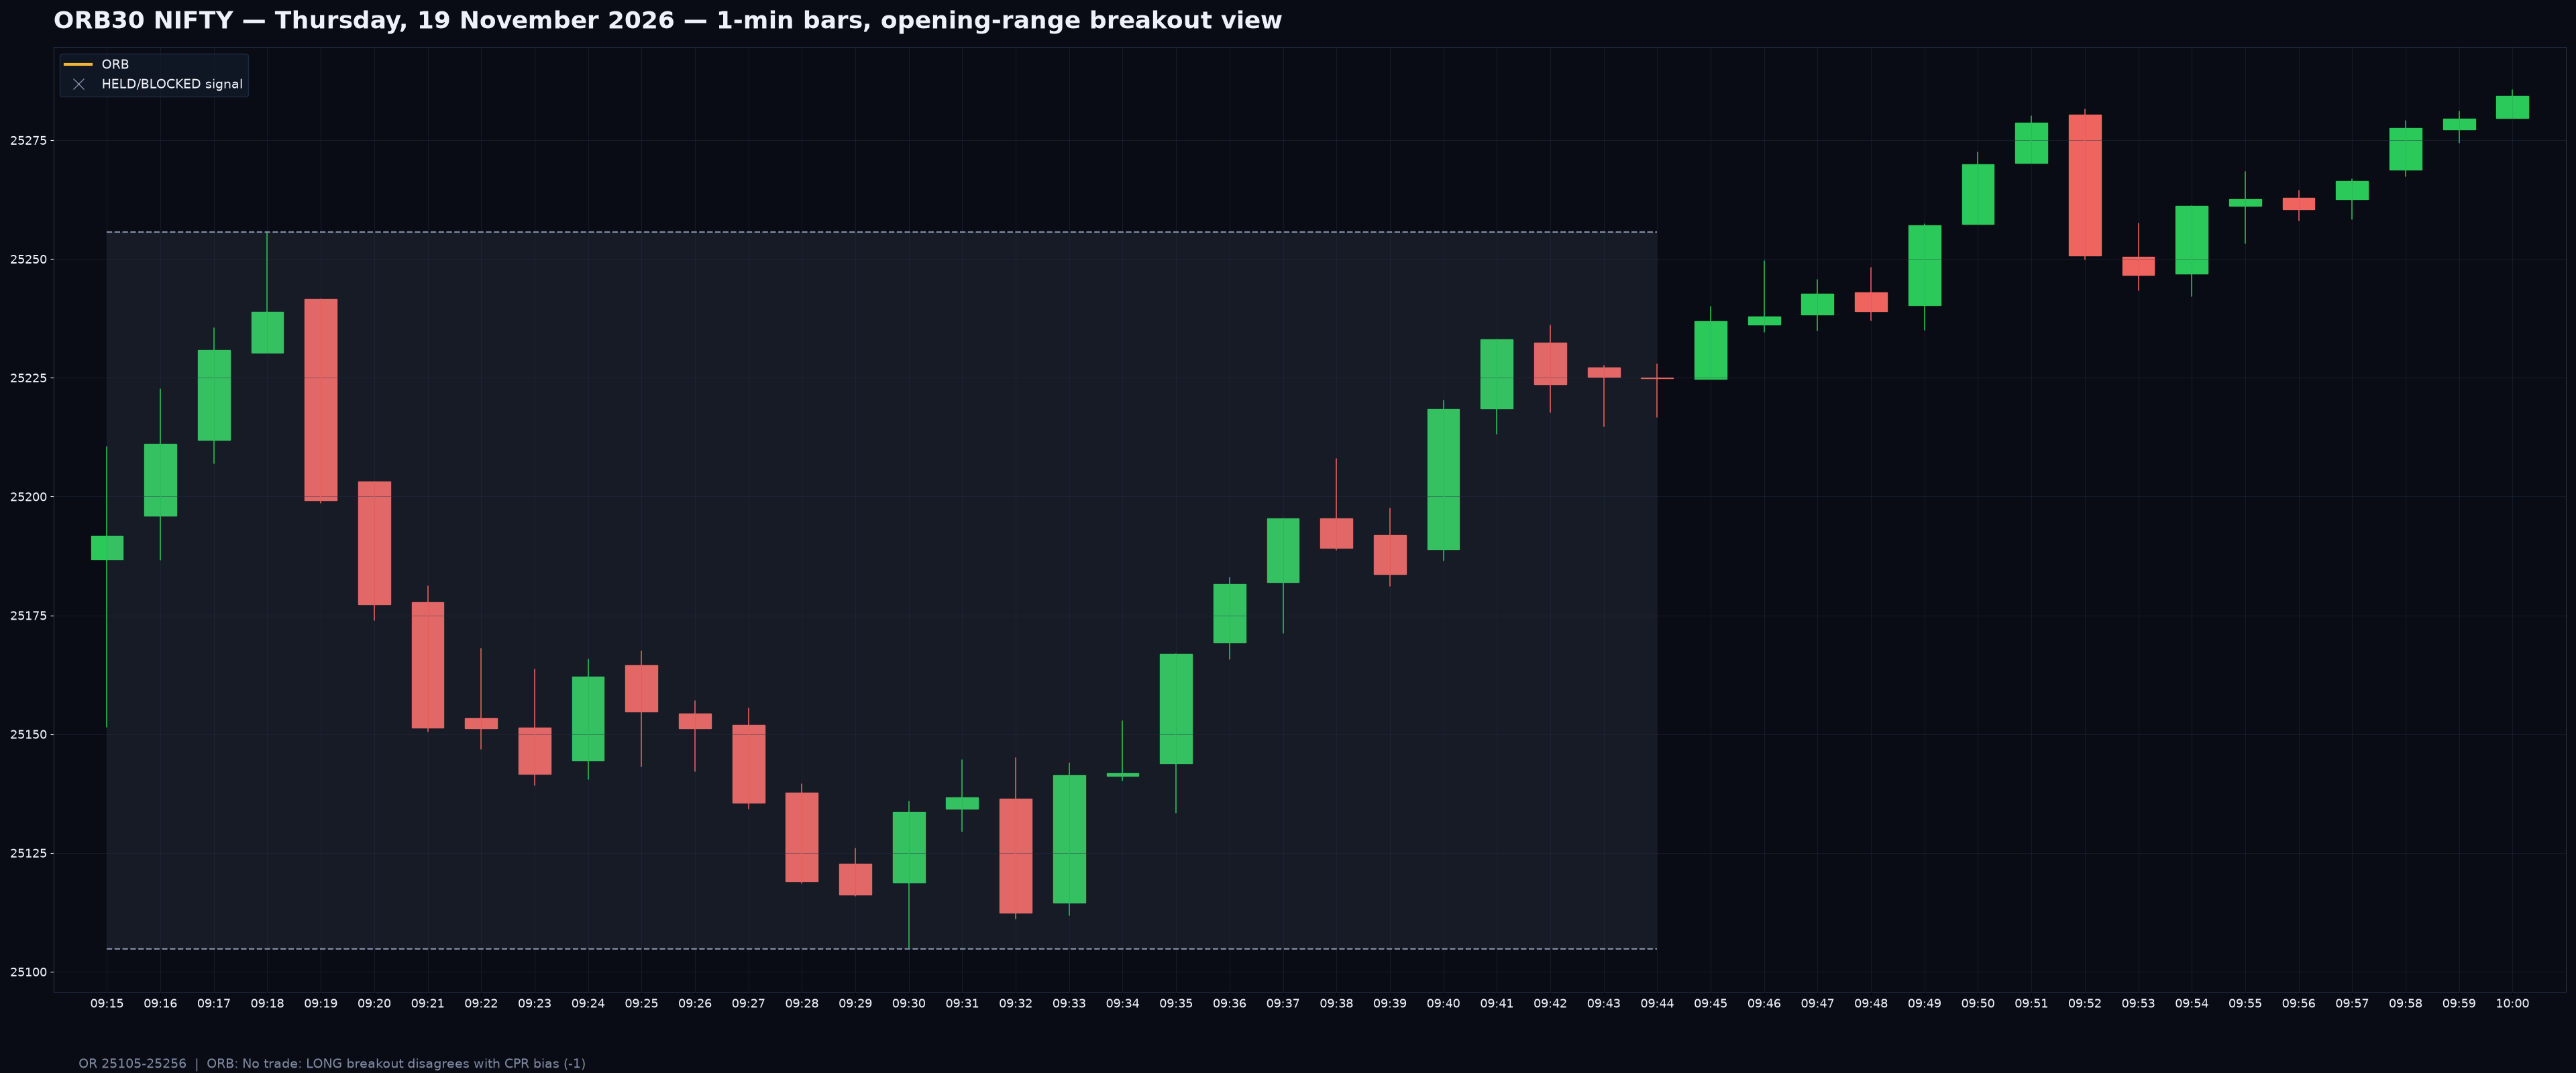 ORB30 NIFTY — Thursday, 19 November 2026 — 1-min bars, opening-range breakout view
ORB
HELD/BLOCKED signal
25275
25250
25225
25200
25175
25150
25125
25100
09:15 09:16 09:17 09:18 09:19 09:20 09:21 09:22 09:23 09:24 09:25 09:26 09:27 09:28 09:29 09:30 09:31 09:32 09:33 09:34 09:35 09:36 09:37 09:38 09:39 09:40 09:41 09:42 09:43 09:44 09:45 09:46 09:47 09:48 09:49 09:50 09:51 09:52 09:53 09:54 09:55 09:56 09:57 09:58 09:59 10:00
OR 25105-25256 | ORB: No trade: LONG breakout disagrees with CPR bias (-1)